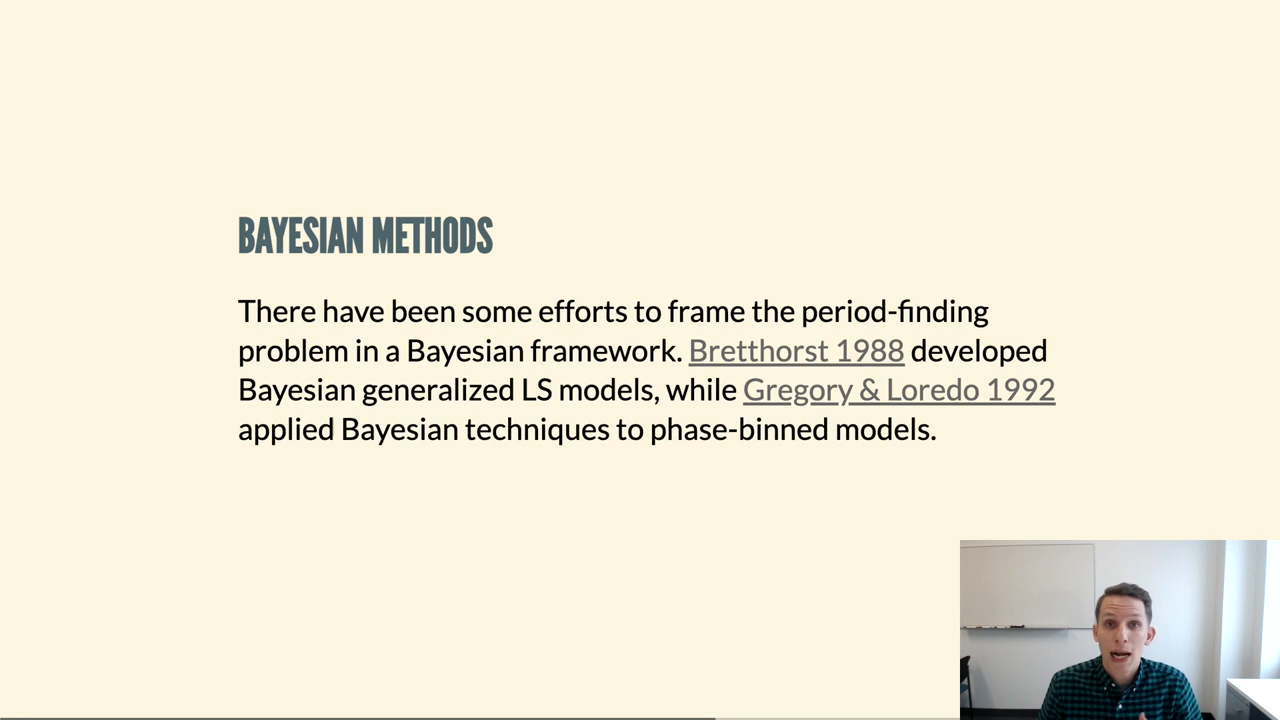 BAYESIAN METHODS
There have been some efforts to frame the period-finding
problem in a Bayesian framework. Bretthorst 1988 developed
Bayesian generalized LS models, while Gregory & Loredo 1992
applied Bayesian techniques to phase-binned models.